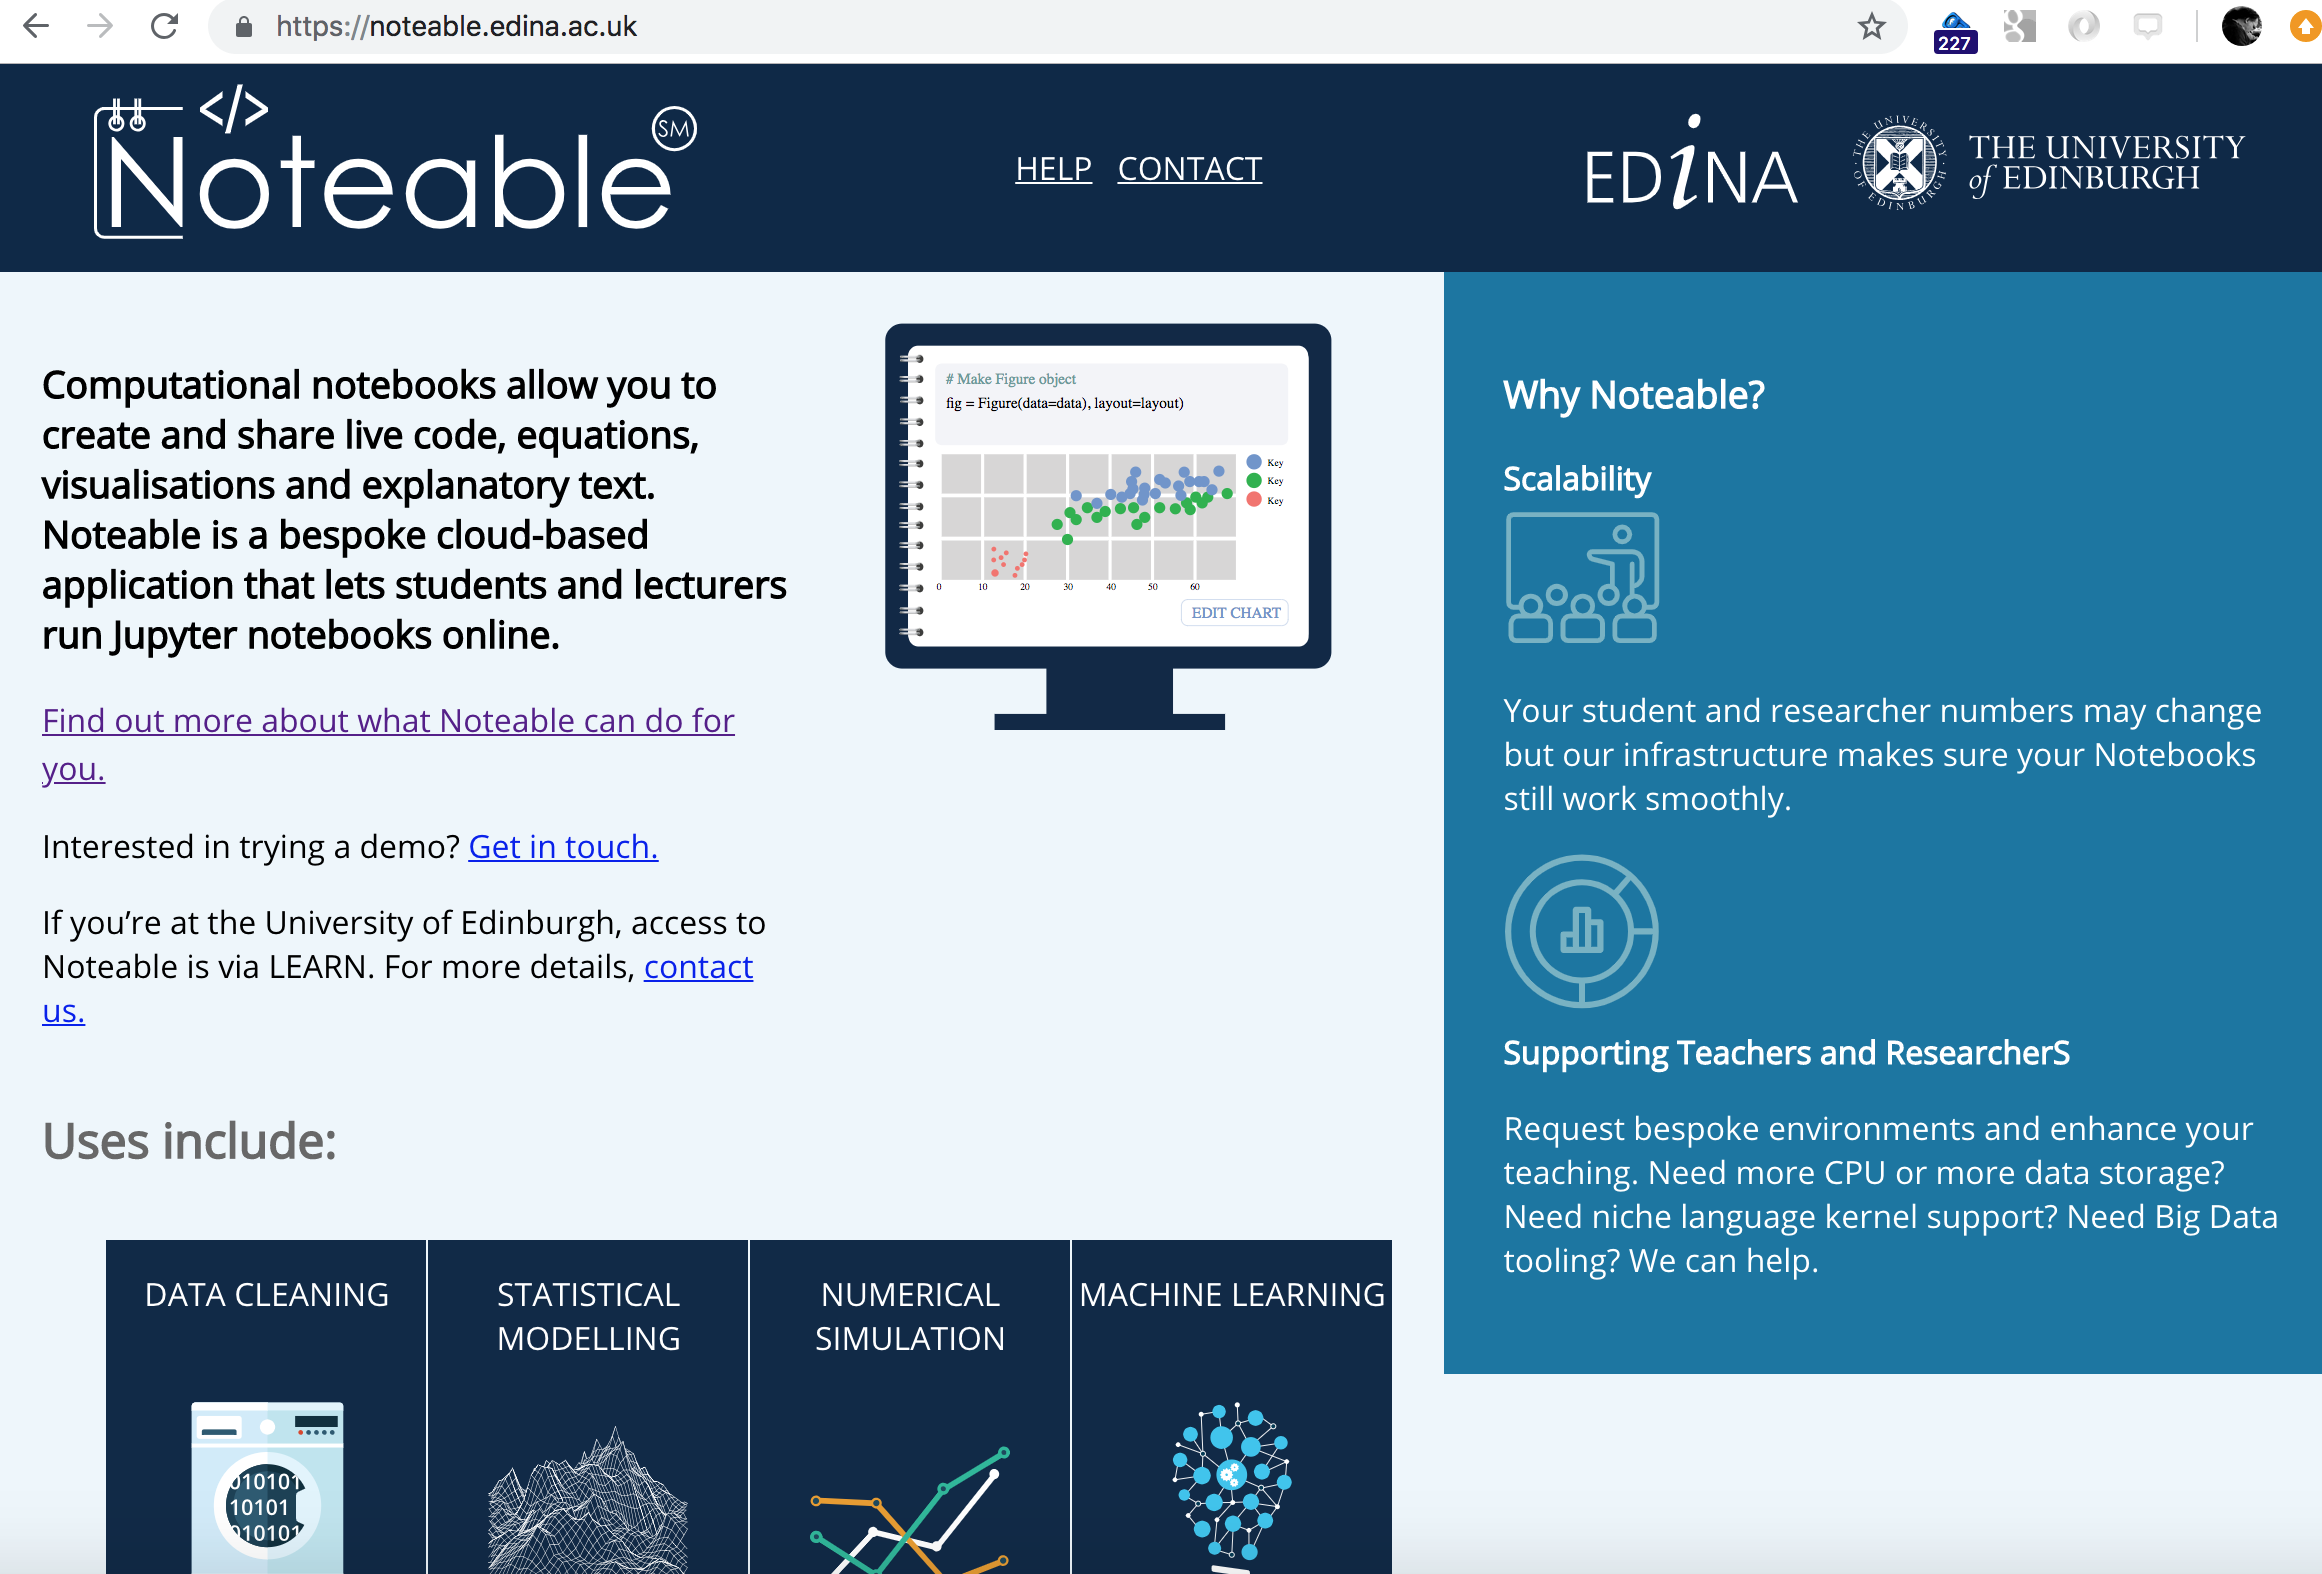 https://noteable.edina.ac.uk
227
</>
Noteable SM
HELP CONTACT
EDINA
THE UNIVERSITY OF EDINBURGH
THE UNIVERSITY
of EDINBURGH
Computational notebooks allow you to
create and share live code, equations,
visualisations and explanatory text.
Noteable is a bespoke cloud-based
application that lets students and lecturers
run Jupyter notebooks online.
Find out more about what Noteable can do for
you.
Interested in trying a demo? Get in touch.
If you’re at the University of Edinburgh, access to
Noteable is via LEARN. For more details, contact
us.
# Make Figure object
fig = Figure(data=data), layout=layout)
Key
Key
Key
0 10 20 30 40 50 60
EDIT CHART
Uses include:
DATA CLEANING
010101
10101
010101
STATISTICAL
MODELLING
NUMERICAL
SIMULATION
MACHINE LEARNING
Why Noteable?
Scalability
Your student and researcher numbers may change
but our infrastructure makes sure your Notebooks
still work smoothly.
Supporting Teachers and ResearcherS
Request bespoke environments and enhance your
teaching. Need more CPU or more data storage?
Need niche language kernel support? Need Big Data
tooling? We can help.